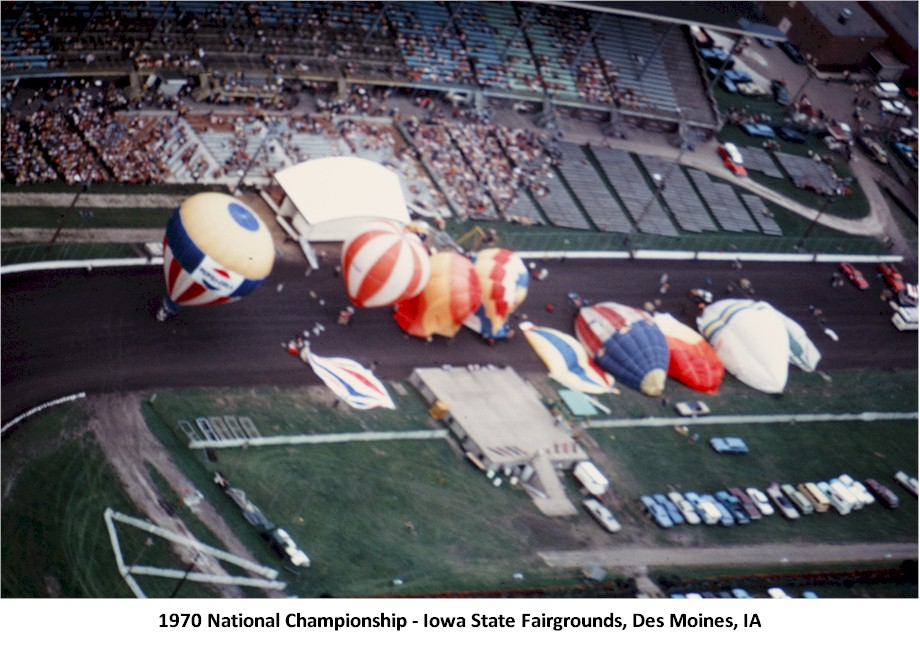 1970 National Championship - Iowa State Fairgrounds, Des Moines, IA